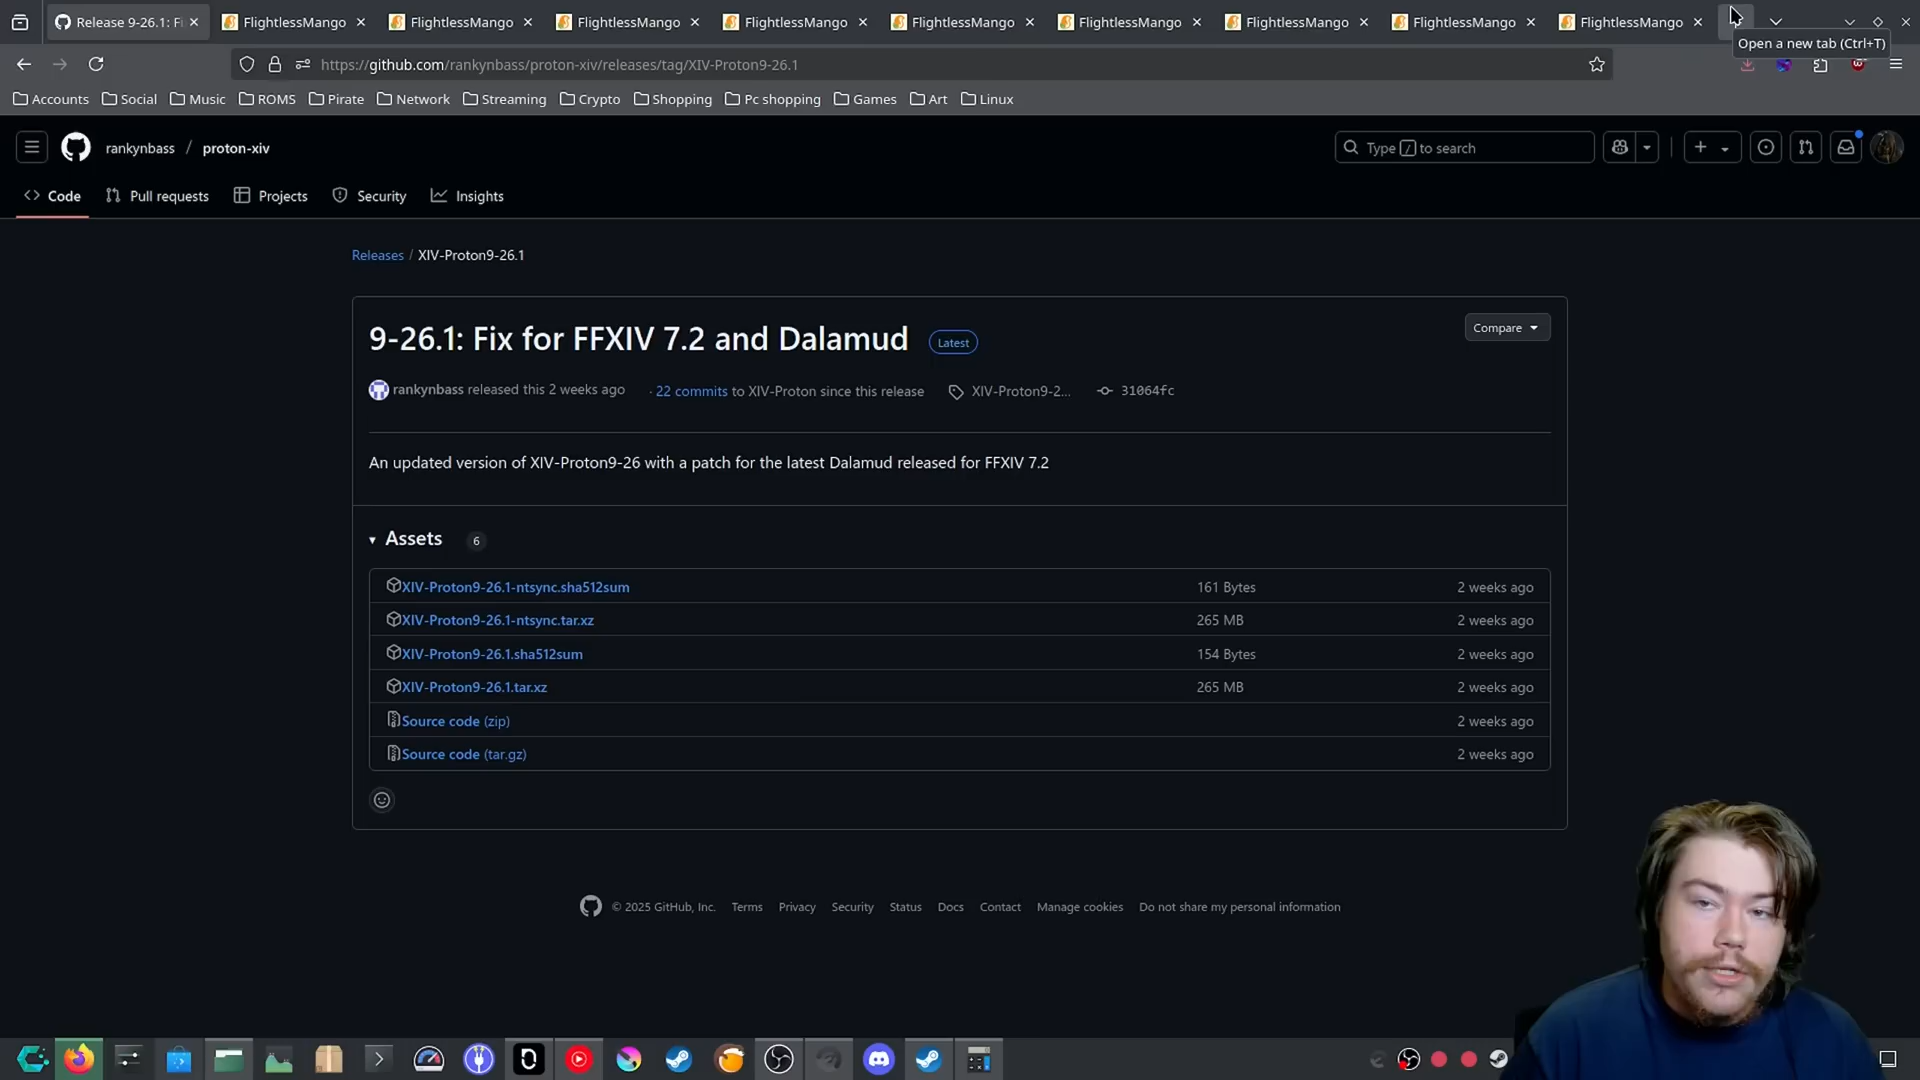 Release 9-26.1: Fi
FlightlessMango
FlightlessMango
FlightlessMango
FlightlessMango
FlightlessMango
FlightlessMango
FlightlessMango
FlightlessMango
FlightlessMango
Open a new tab (Ctrl+T)
https://github.com/rankynbass/proton-xiv/releases/tag/XIV-Proton9-26.1
Accounts
Social
Music
ROMS
Pirate
Network
Streaming
Crypto
Shopping
Pc shopping
Games
Art
Linux
rankynbass / proton-xiv
Type / to search
Code
Pull requests
Projects
Security
Insights
Releases / XIV-Proton9-26.1
9-26.1: Fix for FFXIV 7.2 and Dalamud
Latest
Compare
rankynbass released this 2 weeks ago
· 22 commits to XIV-Proton since this release
XIV-Proton9-2...
31064fc
An updated version of XIV-Proton9-26 with a patch for the latest Dalamud released for FFXIV 7.2
Assets 6
XIV-Proton9-26.1-ntsync.sha512sum 161 Bytes 2 weeks ago
XIV-Proton9-26.1-ntsync.tar.xz 265 MB 2 weeks ago
XIV-Proton9-26.1.sha512sum 154 Bytes 2 weeks ago
XIV-Proton9-26.1.tar.xz 265 MB 2 weeks ago
Source code (zip) 2 weeks ago
Source code (tar.gz) 2 weeks ago
© 2025 GitHub, Inc. Terms Privacy Security Status Docs Contact Manage cookies Do not share my personal information